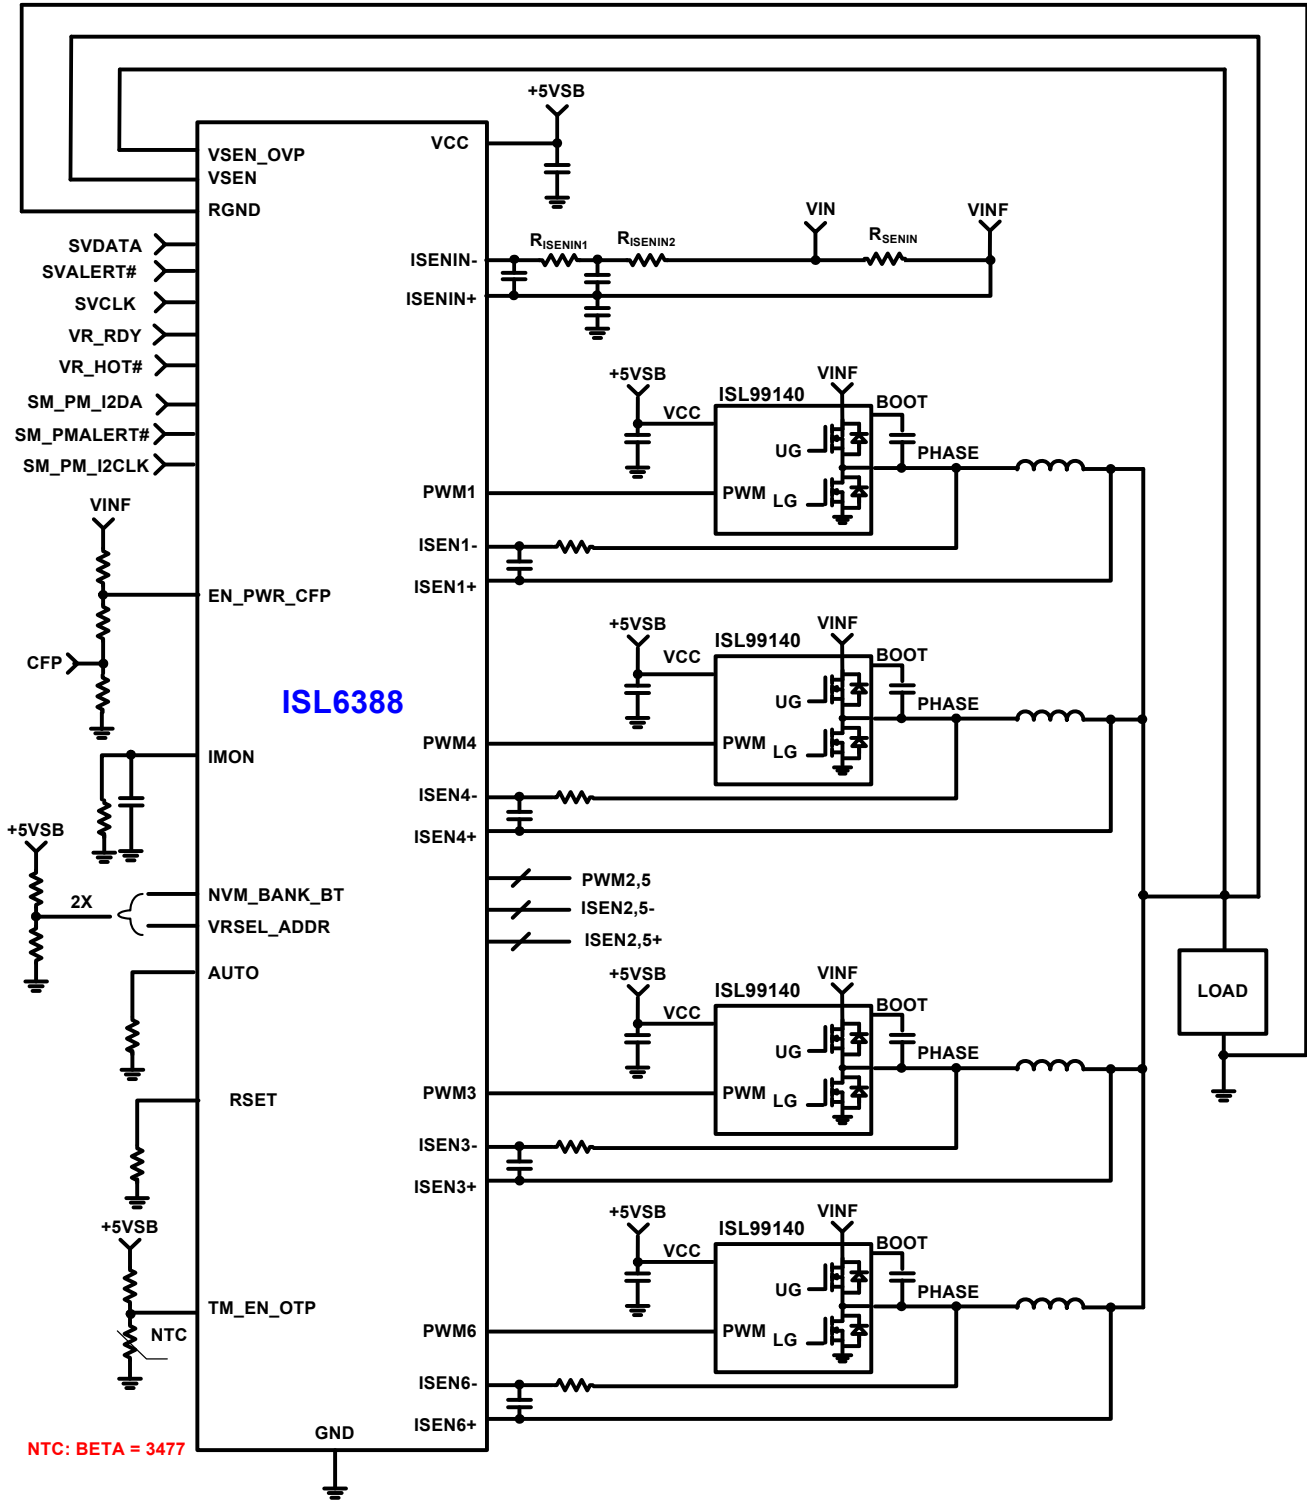 +5VSB
VSEN_OVP
VSEN
RGND
VCC
SVDATA
SVALERT#
SVCLK
VR_RDY
VR_HOT#
SM_PM_I2DA
SM_PMALERT#
SM_PM_I2CLK
VINF
EN_PWR_CFP
CFP
ISL6388
IMON
+5VSB
2X
NVM_BANK_BT
VRSEL_ADDR
AUTO
RSET
+5VSB
TM_EN_OTP
NTC
NTC: BETA = 3477
GND
ISENIN-
ISENIN+
RISENIN1
RISENIN2
VIN
RSENIN
VINF
+5VSB
VCC
ISL99140
VINF
BOOT
UG
PHASE
PWM1
PWM
LG
ISEN1-
ISEN1+
+5VSB
VCC
ISL99140
VINF
BOOT
UG
PHASE
PWM4
PWM
LG
ISEN4-
ISEN4+
PWM2,5
ISEN2,5-
ISEN2,5+
+5VSB
VCC
ISL99140
VINF
BOOT
UG
PHASE
PWM3
PWM
LG
ISEN3-
ISEN3+
+5VSB
VCC
ISL99140
VINF
BOOT
UG
PHASE
PWM6
PWM
LG
ISEN6-
ISEN6+
LOAD